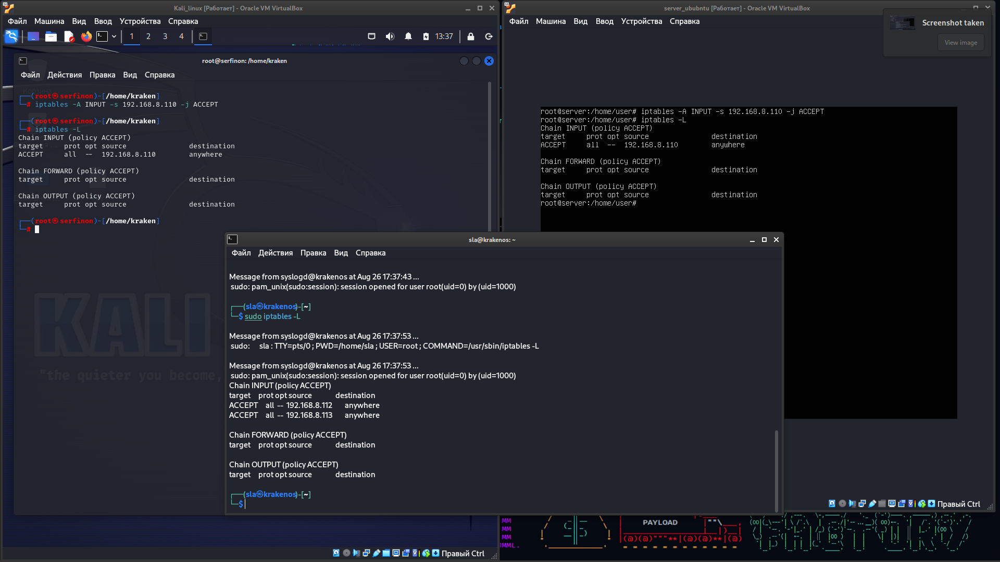 Kali_linux [Работает] - Oracle VM VirtualBox
Файл Машина Вид Ввод Устройства Справка
1 2 3 4 13:37
root@serfinon: /home/kraken
Файл Действия Правка Вид Справка
┌──(root㉿serfinon)-[/home/kraken]
└─# iptables -A INPUT -s 192.168.8.110 -j ACCEPT
┌──(root㉿serfinon)-[/home/kraken]
└─# iptables -L
Chain INPUT (policy ACCEPT)
target     prot opt source               destination
ACCEPT     all  --  192.168.8.110        anywhere
Chain FORWARD (policy ACCEPT)
target     prot opt source               destination
Chain OUTPUT (policy ACCEPT)
target     prot opt source               destination
┌──(root㉿serfinon)-[/home/kraken]
└─#
KALI
"the quieter you become,
Правый Ctrl
server_ububntu [Работает] - Oracle VM VirtualBox
Файл Машина Вид Ввод Устройства Справка
Screenshot taken
View image
root@server:/home/user# iptables -A INPUT -s 192.168.8.110 -j ACCEPT
root@server:/home/user# iptables -L
Chain INPUT (policy ACCEPT)
target     prot opt source               destination
ACCEPT     all  --  192.168.8.110        anywhere
Chain FORWARD (policy ACCEPT)
target     prot opt source               destination
Chain OUTPUT (policy ACCEPT)
target     prot opt source               destination
root@server:/home/user#
Правый Ctrl
sla@krakenos: ~
Файл Действия Правка Вид Справка
Message from syslogd@krakenos at Aug 26 17:37:43 ...
sudo: pam_unix(sudo:session): session opened for user root(uid=0) by (uid=1000)
┌──(sla㉿krakenos)-[~]
└─$ sudo iptables -L
Message from syslogd@krakenos at Aug 26 17:37:53 ...
sudo:     sla : TTY=pts/0 ; PWD=/home/sla ; USER=root ; COMMAND=/usr/sbin/iptables -L
Message from syslogd@krakenos at Aug 26 17:37:53 ...
sudo: pam_unix(sudo:session): session opened for user root(uid=0) by (uid=1000)
Chain INPUT (policy ACCEPT)
target     prot opt source               destination
ACCEPT     all  --  192.168.8.112        anywhere
ACCEPT     all  --  192.168.8.113        anywhere
Chain FORWARD (policy ACCEPT)
target     prot opt source               destination
Chain OUTPUT (policy ACCEPT)
target     prot opt source               destination
┌──(sla㉿krakenos)-[~]
└─$
MM
MM
MM
JMML.
PAYLOAD